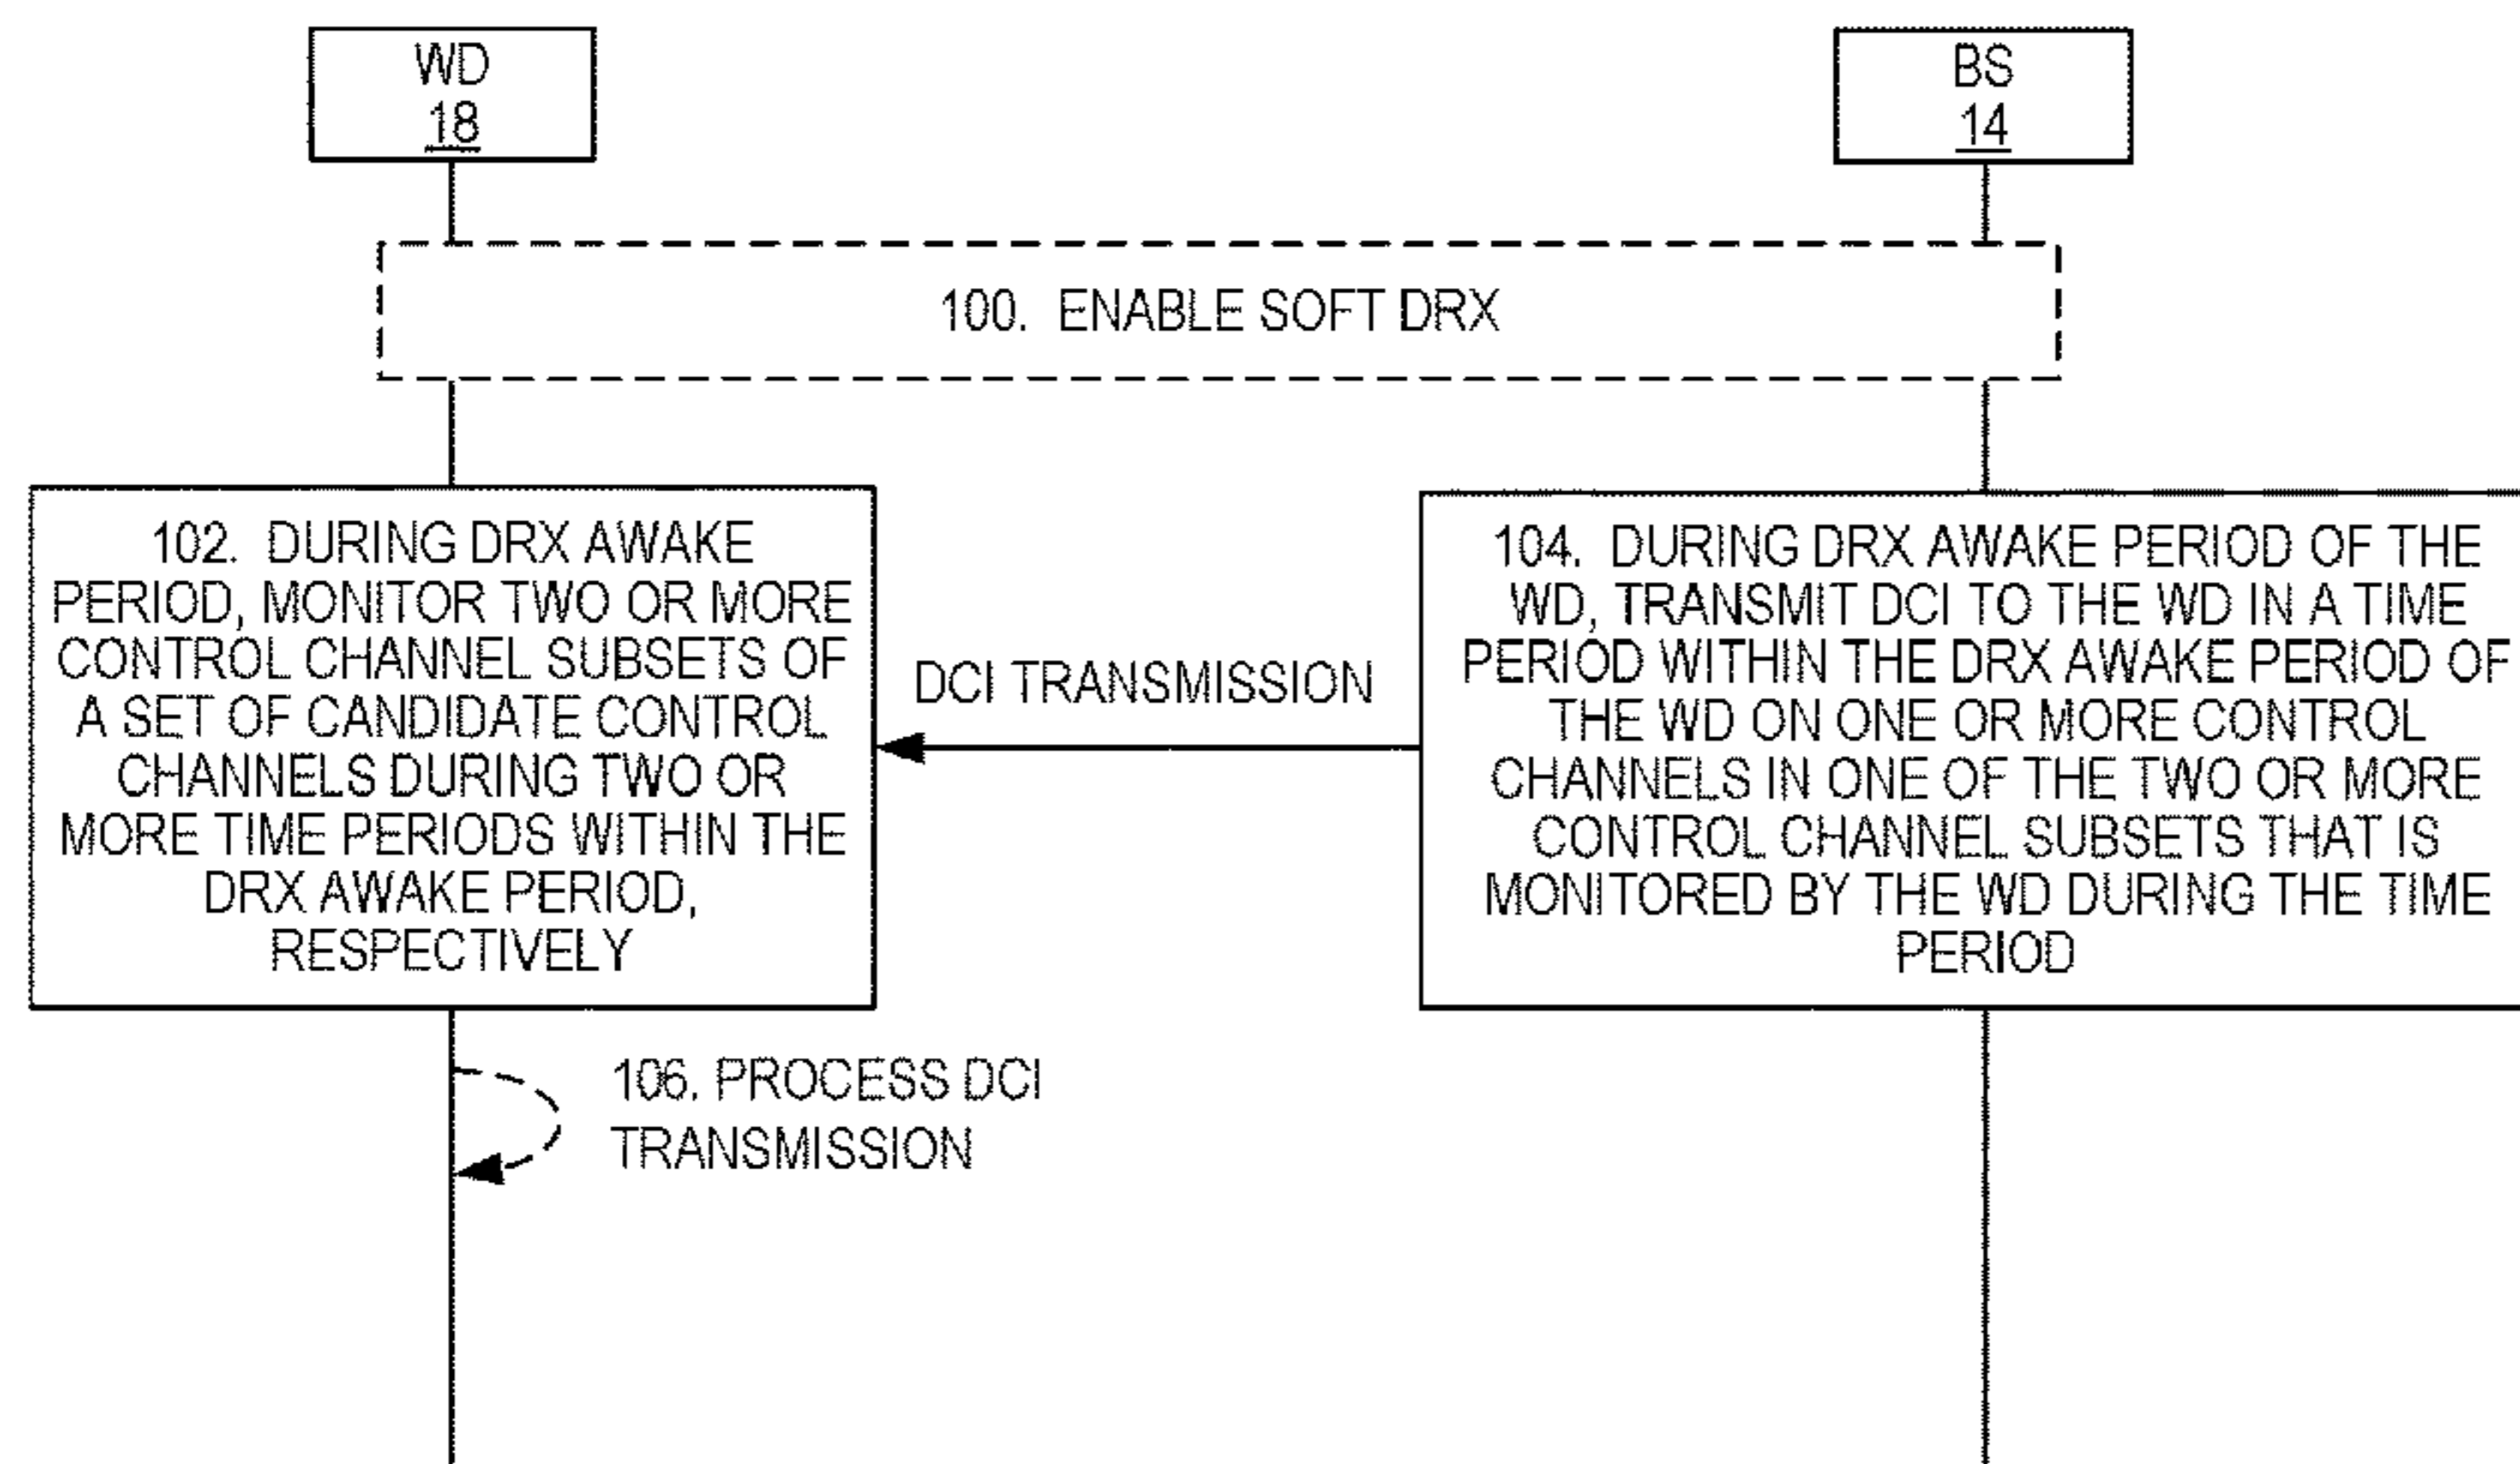 WD
18
BS
14
100. ENABLE SOFT DRX
102. DURING DRX AWAKE
PERIOD, MONITOR TWO OR MORE
CONTROL CHANNEL SUBSETS OF
A SET OF CANDIDATE CONTROL
CHANNELS DURING TWO OR
MORE TIME PERIODS WITHIN THE
DRX AWAKE PERIOD,
RESPECTIVELY
DCI TRANSMISSION
104. DURING DRX AWAKE PERIOD OF THE
WD, TRANSMIT DCI TO THE WD IN A TIME
PERIOD WITHIN THE DRX AWAKE PERIOD OF
THE WD ON ONE OR MORE CONTROL
CHANNELS IN ONE OF THE TWO OR MORE
CONTROL CHANNEL SUBSETS THAT IS
MONITORED BY THE WD DURING THE TIME
PERIOD
106. PROCESS DCI
TRANSMISSION